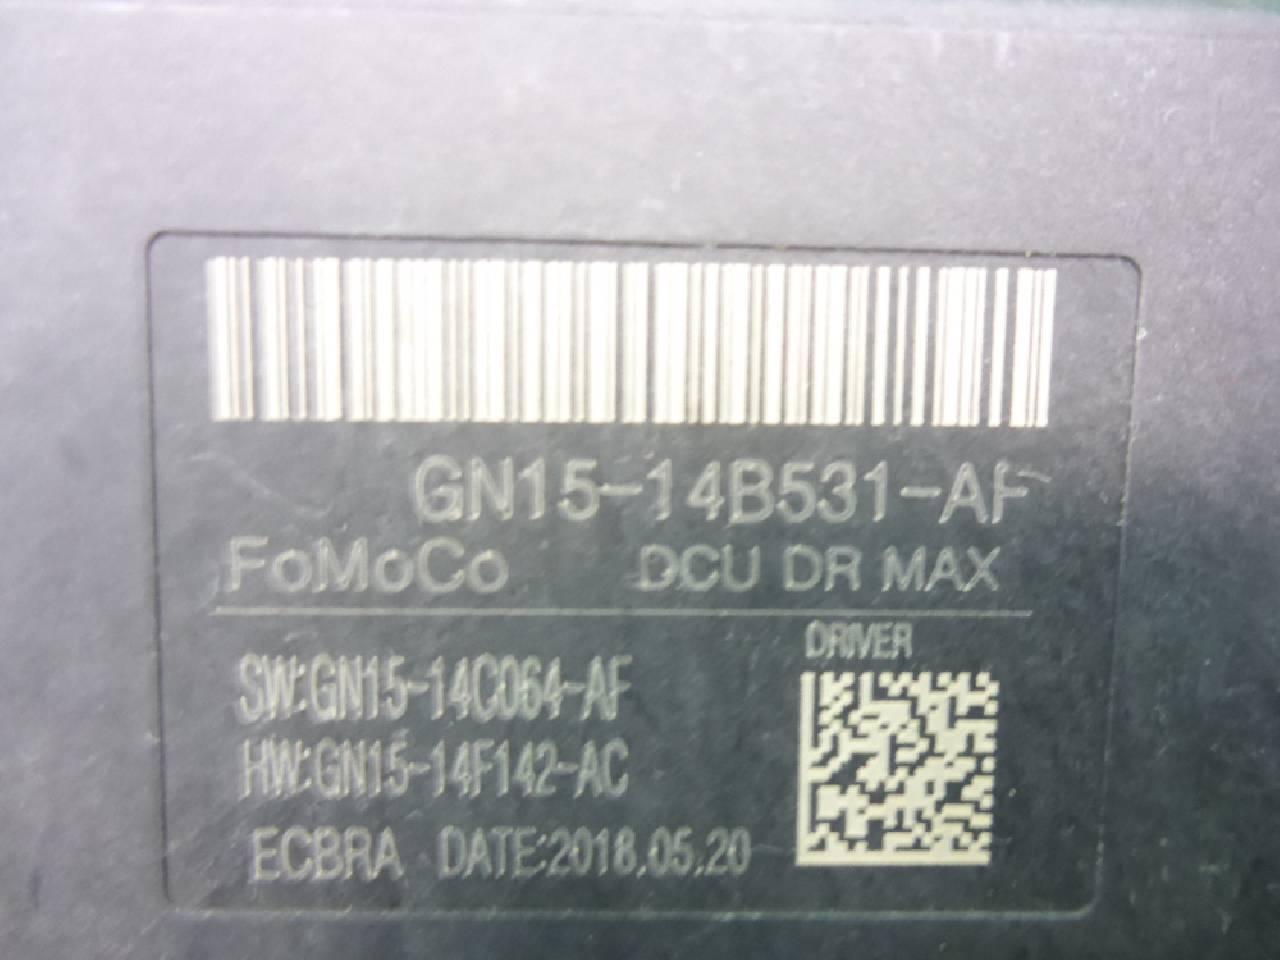 GN15-14B531-AF
FoMoCo DCU DR MAX
DRIVER
SW:GN15-14C064-AF
HW:GN15-14F142-AC
ECBRA DATE:2018.05.20